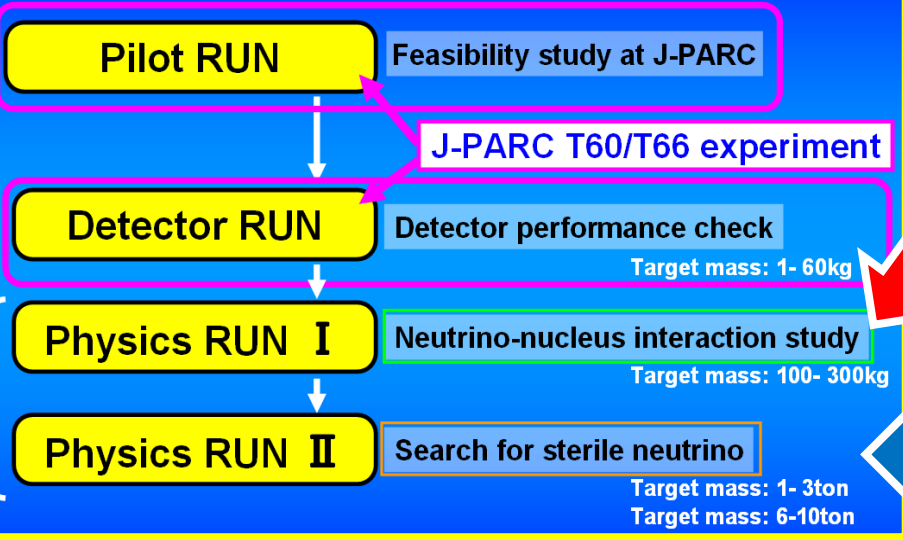 Pilot RUN
Feasibility study at J-PARC
J-PARC T60/T66 experiment
Detector RUN
Detector performance check
Target mass: 1- 60kg
Physics RUN Ⅰ
Neutrino-nucleus interaction study
Target mass: 100- 300kg
Physics RUN Ⅱ
Search for sterile neutrino
Target mass: 1- 3ton
Target mass: 6-10ton